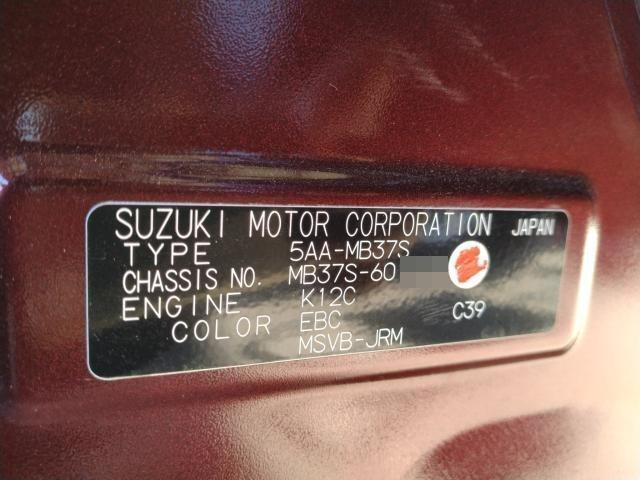 SUZUKI MOTOR CORPORATION JAPAN
TYPE 5AA-MB37S
CHASSIS NO. MB37S-60
ENGINE K12C
COLOR EBC C39
MSVB-JRM